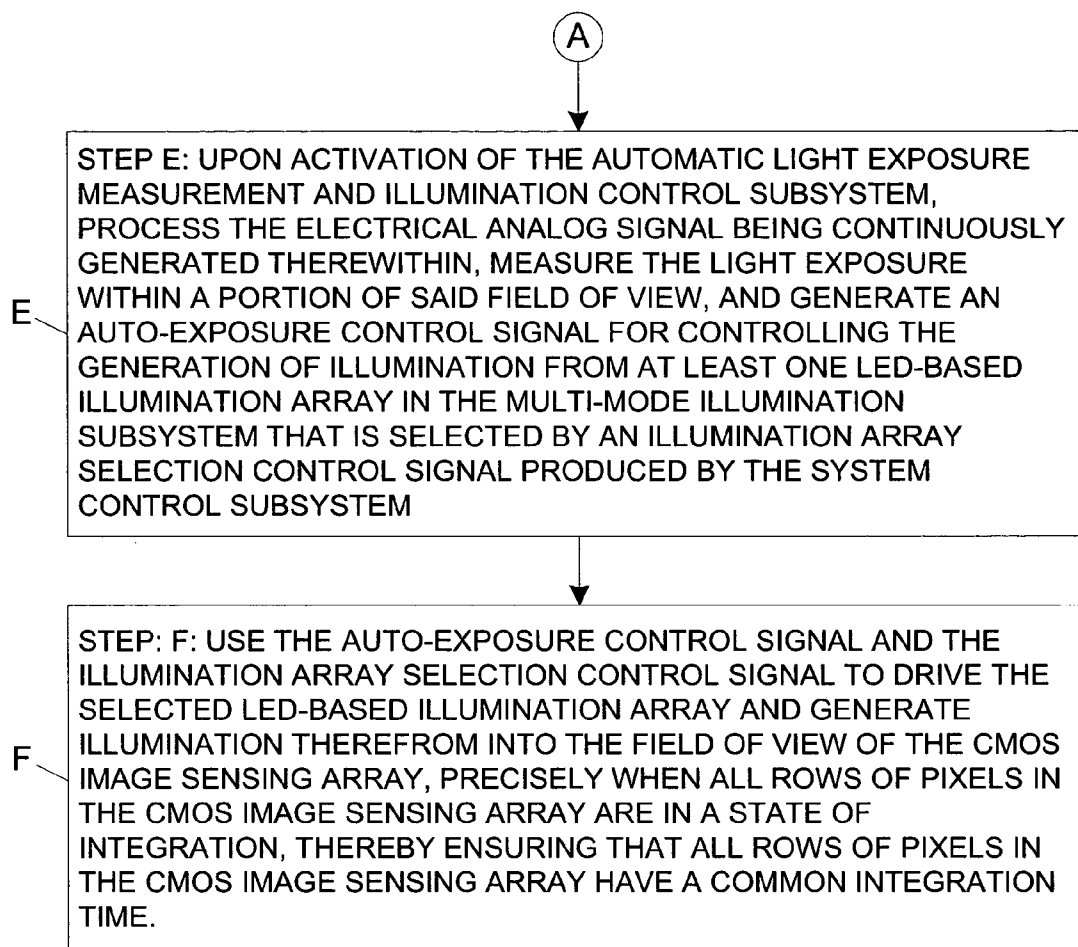 A
STEP E: UPON ACTIVATION OF THE AUTOMATIC LIGHT EXPOSURE
MEASUREMENT AND ILLUMINATION CONTROL SUBSYSTEM,
PROCESS THE ELECTRICAL ANALOG SIGNAL BEING CONTINUOUSLY
GENERATED THEREWITHIN, MEASURE THE LIGHT EXPOSURE
WITHIN A PORTION OF SAID FIELD OF VIEW, AND GENERATE AN
AUTO-EXPOSURE CONTROL SIGNAL FOR CONTROLLING THE
GENERATION OF ILLUMINATION FROM AT LEAST ONE LED-BASED
ILLUMINATION ARRAY IN THE MULTI-MODE ILLUMINATION
SUBSYSTEM THAT IS SELECTED BY AN ILLUMINATION ARRAY
SELECTION CONTROL SIGNAL PRODUCED BY THE SYSTEM
CONTROL SUBSYSTEM
E
STEP: F: USE THE AUTO-EXPOSURE CONTROL SIGNAL AND THE
ILLUMINATION ARRAY SELECTION CONTROL SIGNAL TO DRIVE THE
SELECTED LED-BASED ILLUMINATION ARRAY AND GENERATE
ILLUMINATION THEREFROM INTO THE FIELD OF VIEW OF THE CMOS
IMAGE SENSING ARRAY, PRECISELY WHEN ALL ROWS OF PIXELS IN
THE CMOS IMAGE SENSING ARRAY ARE IN A STATE OF
INTEGRATION, THEREBY ENSURING THAT ALL ROWS OF PIXELS IN
THE CMOS IMAGE SENSING ARRAY HAVE A COMMON INTEGRATION
TIME.
F